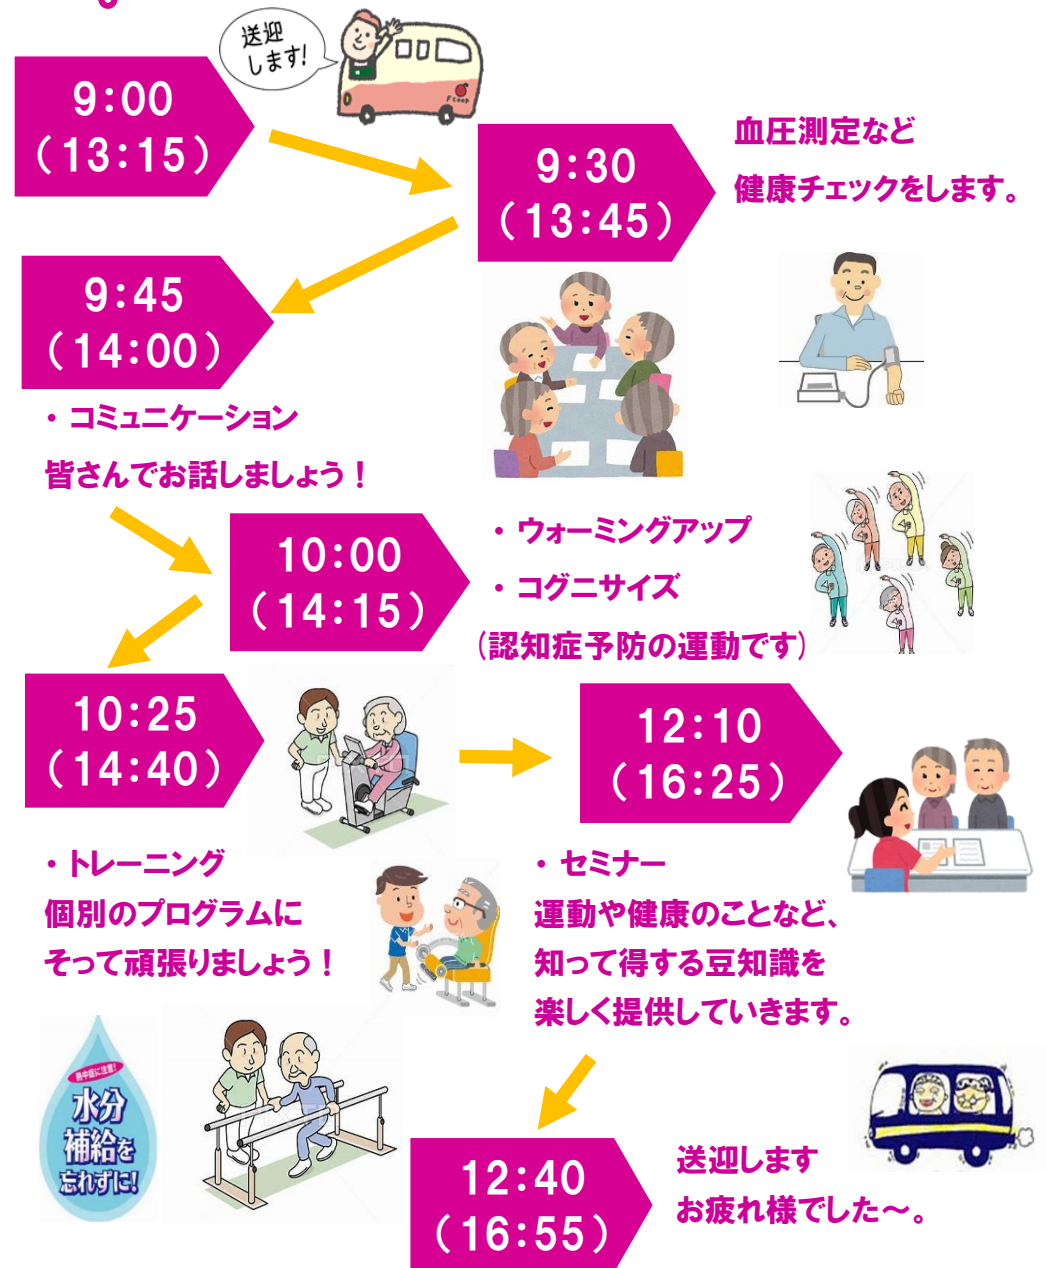 送迎
します!
F coop
9:00
(13:15)
9:30
(13:45)
血圧測定など
健康チェックをします。
9:45
(14:00)
・コミュニケーション
皆さんでお話しましょう！
10:00
(14:15)
・ウォーミングアップ
・コグニサイズ
(認知症予防の運動です)
10:25
(14:40)
・トレーニング
個別のプログラムに
そって頑張りましょう！
12:10
(16:25)
・セミナー
運動や健康のことなど、
知って得する豆知識を
楽しく提供していきます。
熱中症に注意!
水分
補給を
忘れずに!
12:40
(16:55)
送迎します
お疲れ様でした～。